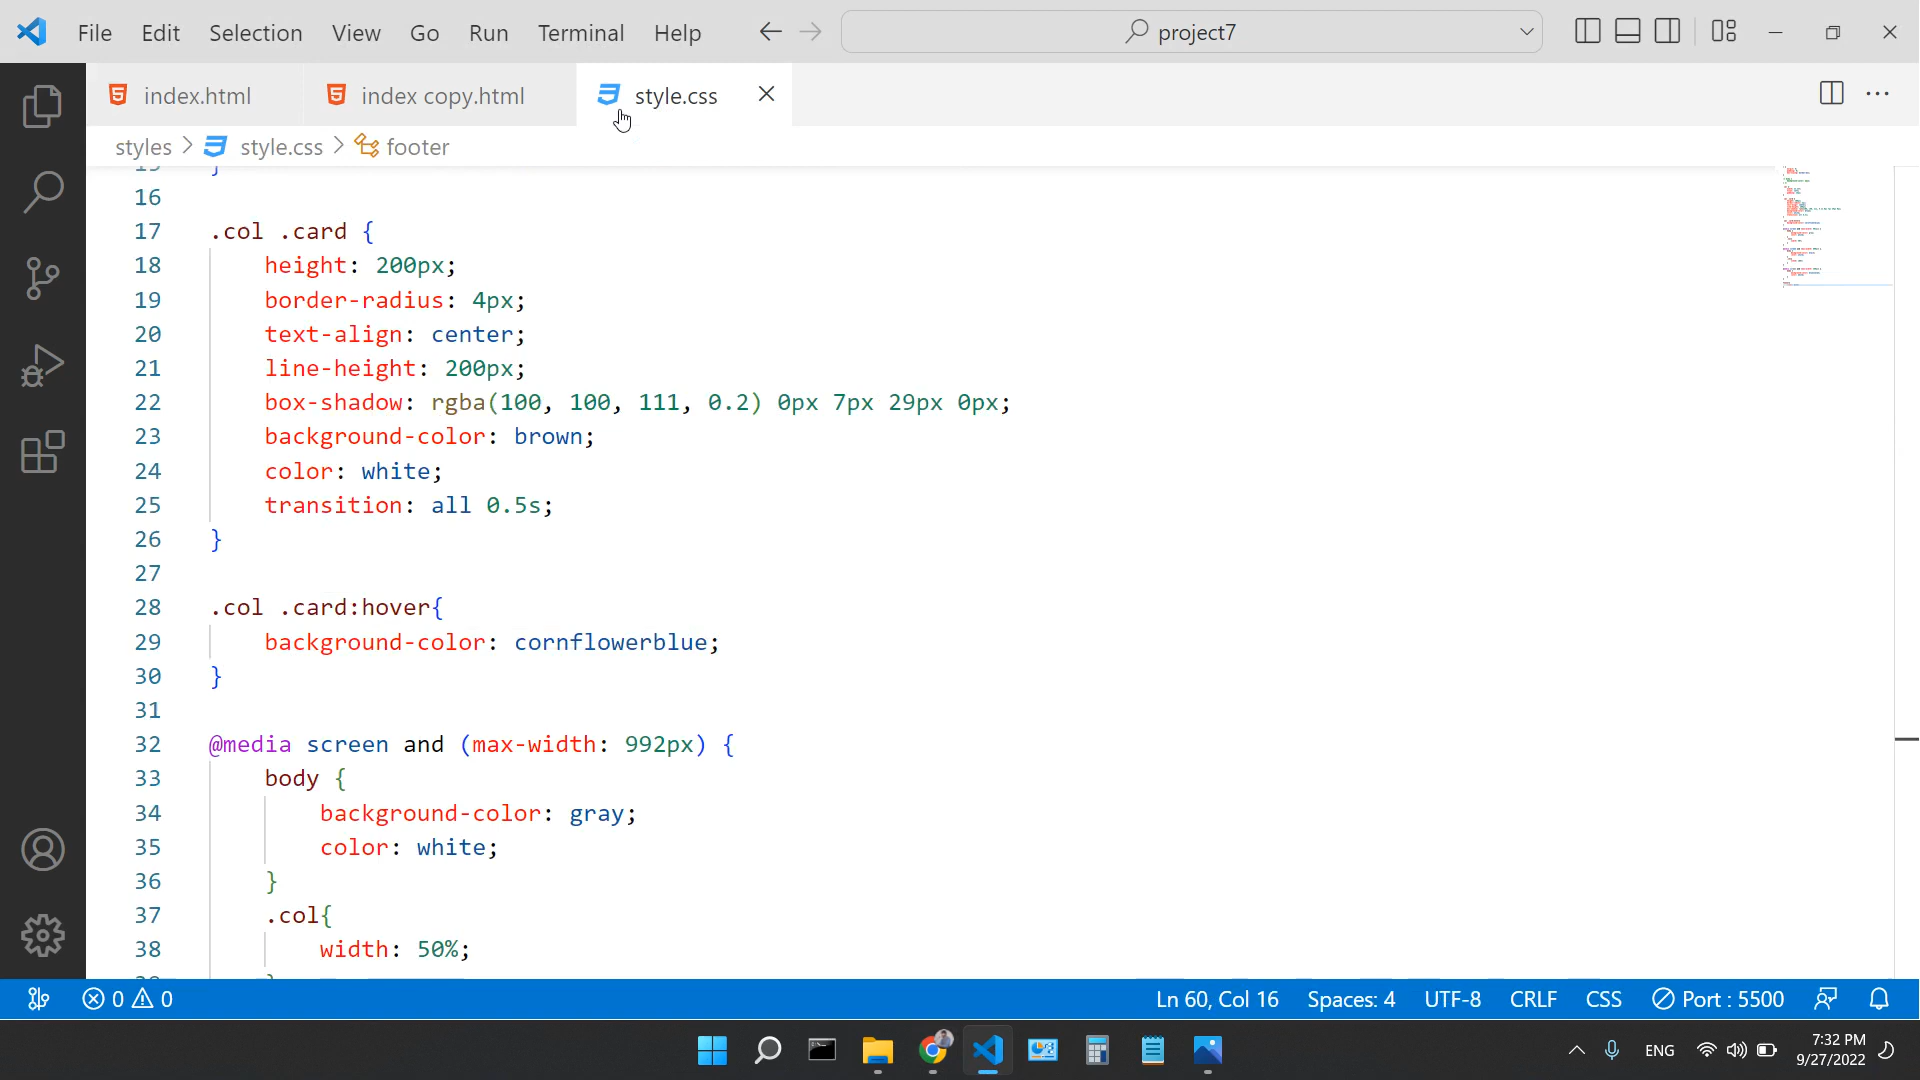 File Edit Selection View Go Run Terminal Help project7
index.html index copy.html style.css
styles style.css footer
15 }
16
17 .col .card {
18 height: 200px;
19 border-radius: 4px;
20 text-align: center;
21 line-height: 200px;
22 box-shadow: rgba(100, 100, 111, 0.2) 0px 7px 29px 0px;
23 background-color: brown;
24 color: white;
25 transition: all 0.5s;
26 }
27
28 .col .card:hover{
29 background-color: cornflowerblue;
30 }
31
32 @media screen and (max-width: 992px) {
33 body {
34 background-color: gray;
35 color: white;
36 }
37 .col{
38 width: 50%;
0 0 Ln 60, Col 16 Spaces: 4 UTF-8 CRLF CSS Port : 5500
ENG 7:32 PM
9/27/2022